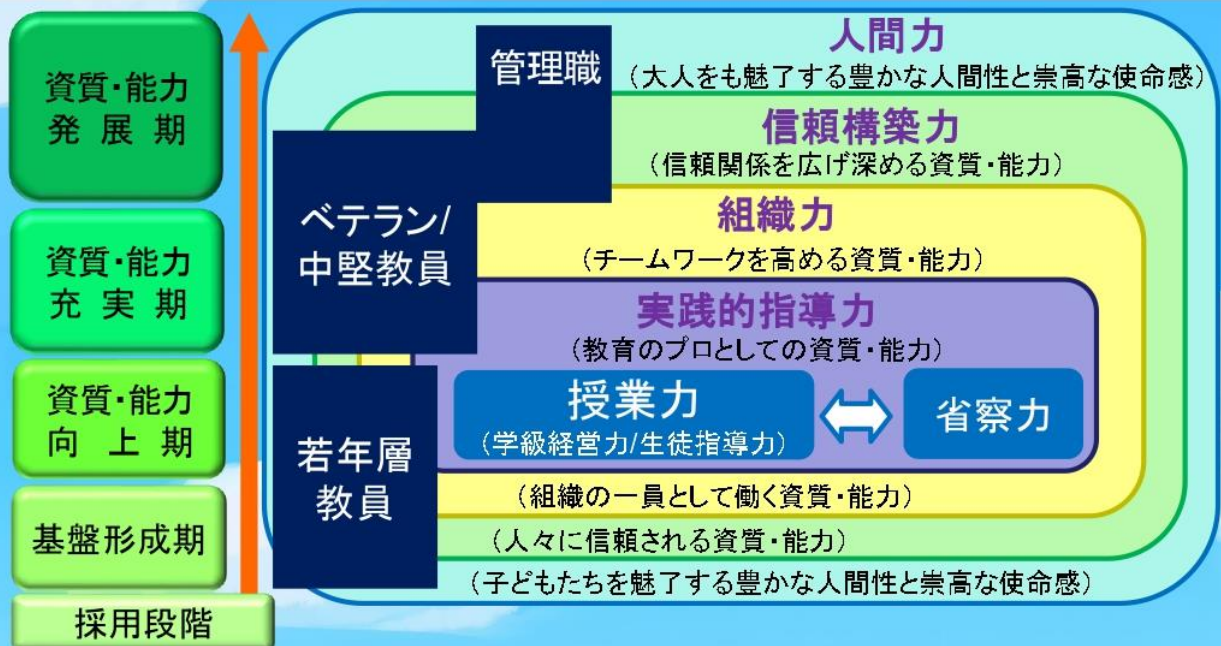 資質・能力
発展期
資質・能力
充実期
資質・能力
向上期
基盤形成期
採用段階
管理職
ベテラン/
中堅教員
若年層
教員
人間力
(大人をも魅了する豊かな人間性と崇高な使命感)
信頼構築力
(信頼関係を広げ深める資質・能力)
組織力
(チームワークを高める資質・能力)
実践的指導力
(教育のプロとしての資質・能力)
授業力
(学級経営力/生徒指導力)
省察力
(組織の一員として働く資質・能力)
(人々に信頼される資質・能力)
(子どもたちを魅了する豊かな人間性と崇高な使命感)